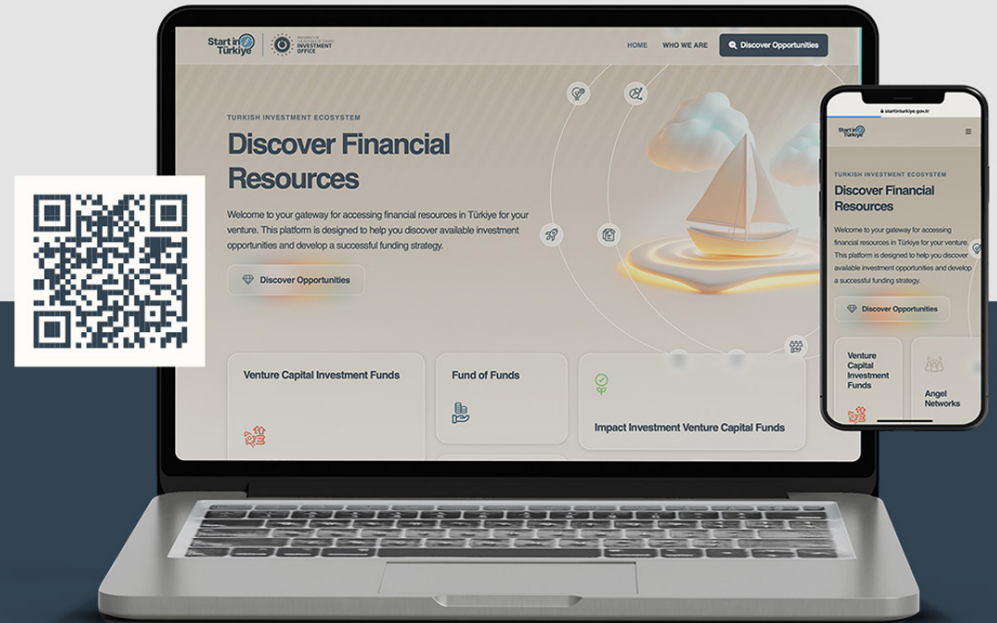 Start in
Türkiye
INVESTMENT
OFFICE
HOME
WHO WE ARE
Discover Opportunities
TURKISH INVESTMENT ECOSYSTEM
Discover Financial
Resources
Welcome to your gateway for accessing financial resources in Türkiye for your
venture. This platform is designed to help you discover available investment
opportunities and develop a successful funding strategy.
Discover Opportunities
Venture Capital Investment Funds
Fund of Funds
Impact Investment Venture Capital Funds
startinturkiye.gov.tr
Start in
Türkiye
TURKISH INVESTMENT ECOSYSTEM
Discover Financial
Resources
Welcome to your gateway for accessing
financial resources in Türkiye for your venture.
This platform is designed to help you discover
available investment opportunities and develop
a successful funding strategy.
Discover Opportunities
Venture
Capital
Investment
Funds
Angel
Networks